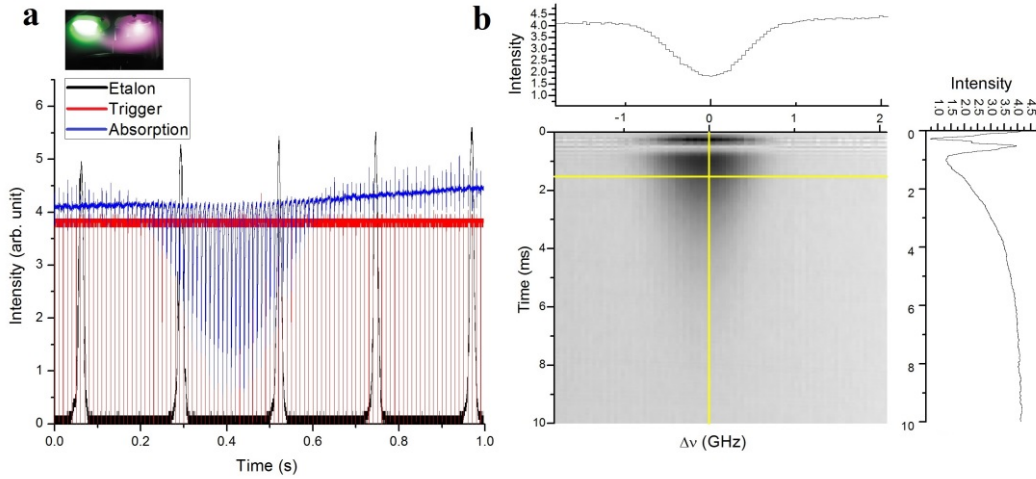 a
Etalon
Trigger
Absorption
Intensity (arb. unit)
6
5
4
3
2
1
0
0.0 0.2 0.4 0.6 0.8 1.0
Time (s)
b
Intensity
4.5
4.0
3.5
3.0
2.5
2.0
1.5
1.0
-1 0 1 2
Time (ms)
0
2
4
6
8
10
Δν (GHz)
Intensity
1.0 1.5 2.0 2.5 3.0 3.5 4.0 4.5
0
2
4
6
8
10